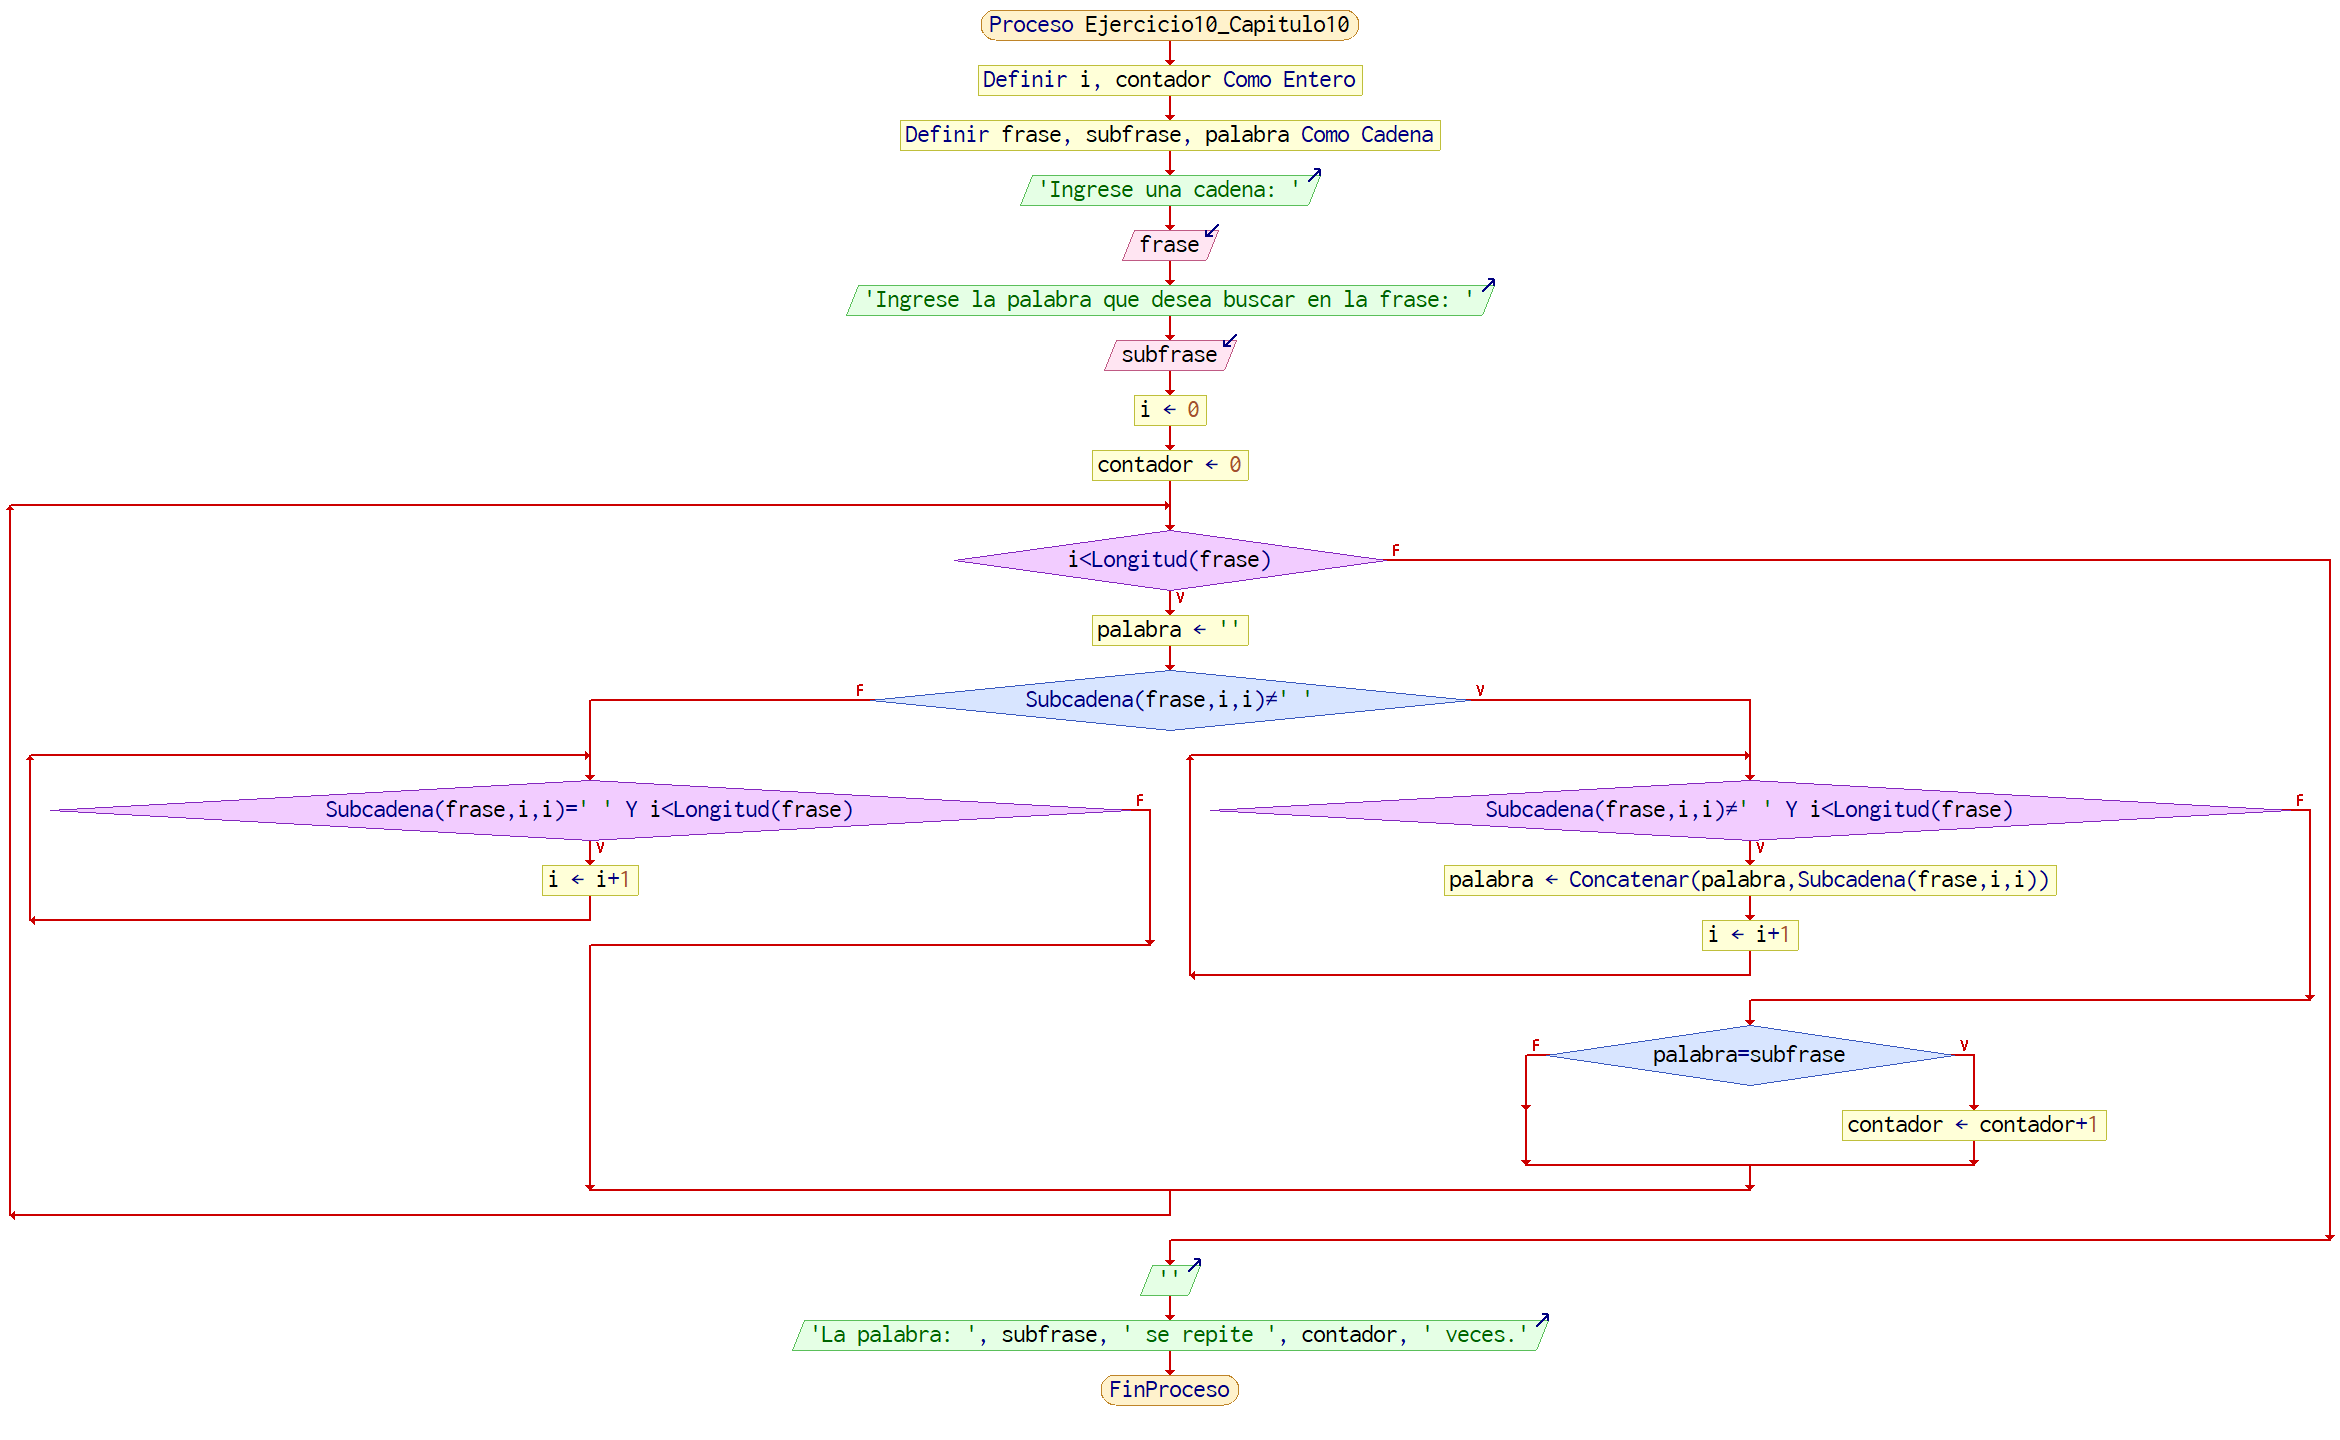 Proceso Ejercicio10_Capitulo10
Definir i, contador Como Entero
Definir frase, subfrase, palabra Como Cadena
'Ingrese una cadena: '
frase
'Ingrese la palabra que desea buscar en la frase: '
subfrase
i ← 0
contador ← 0
i<Longitud(frase)
F
V
palabra ← ''
Subcadena(frase,i,i)≠' '
F
V
Subcadena(frase,i,i)=' ' Y i<Longitud(frase)
F
V
i ← i+1
Subcadena(frase,i,i)≠' ' Y i<Longitud(frase)
F
V
palabra ← Concatenar(palabra,Subcadena(frase,i,i))
i ← i+1
palabra=subfrase
F
V
contador ← contador+1
''
'La palabra: ', subfrase, ' se repite ', contador, ' veces.'
FinProceso